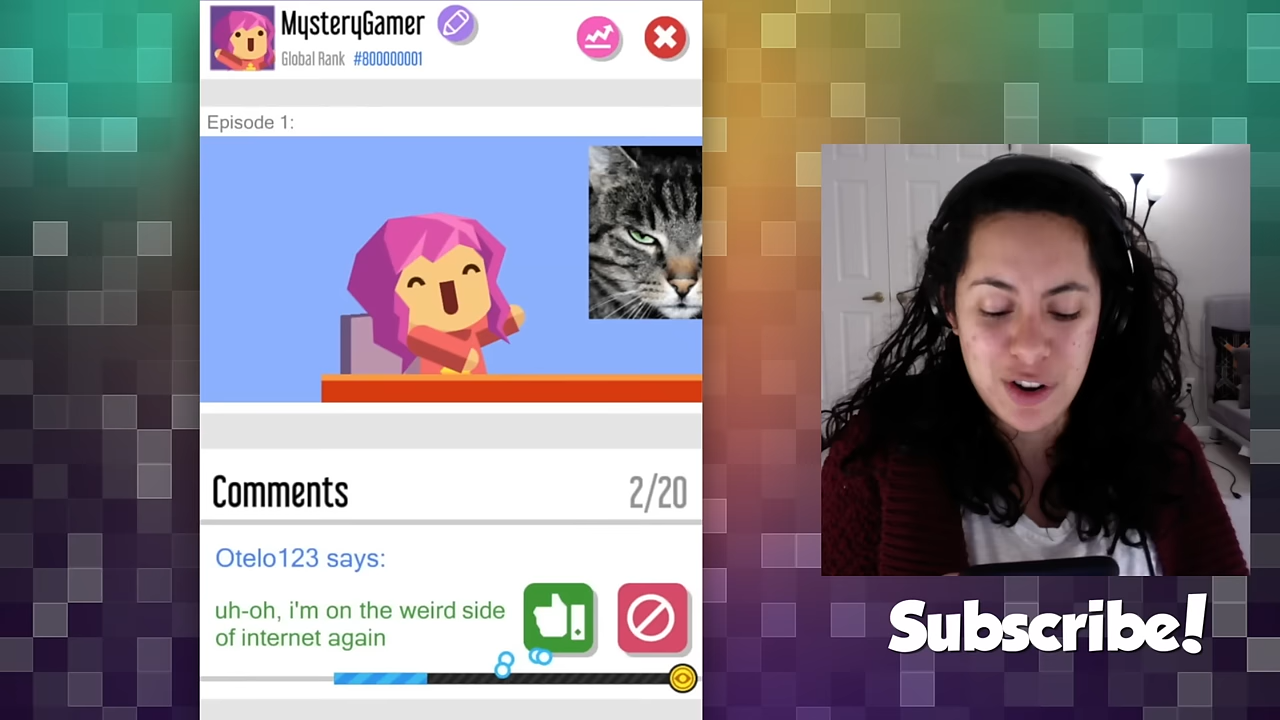 MysteryGamer
Global Rank #800000001
Episode 1:
Comments 2/20
Otelo123 says:
uh-oh, i'm on the weird side
of internet again
Subscribe!